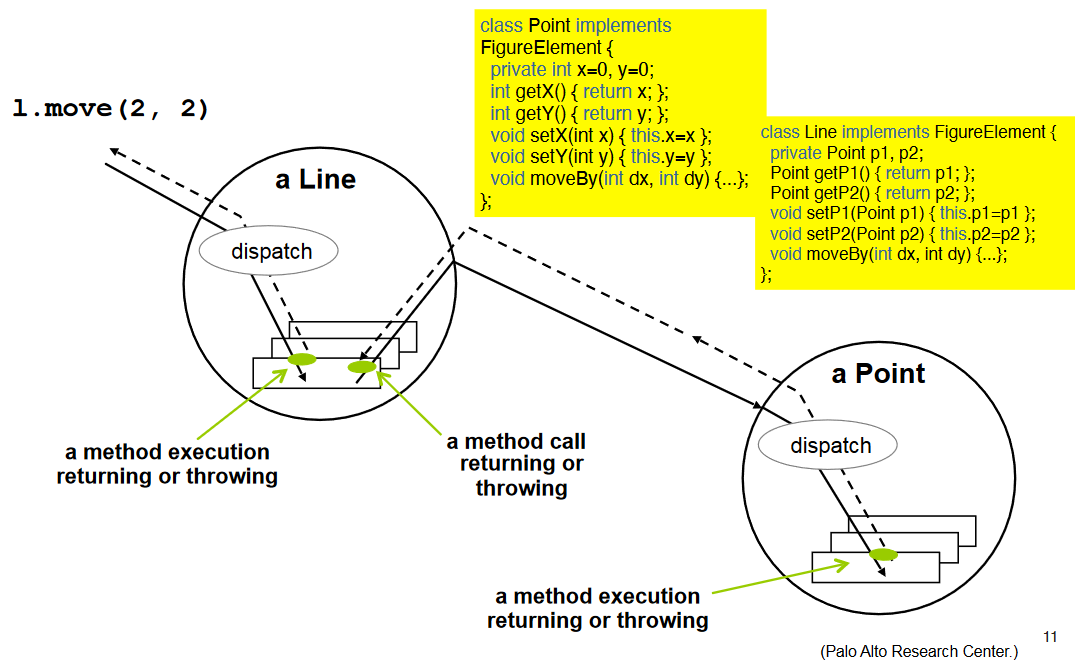 class Point implements
FigureElement {
private int x=0, y=0;
int getX() { return x; };
int getY() { return y; };
void setX(int x) { this.x=x };
void setY(int y) { this.y=y };
void moveBy(int dx, int dy) {...};
};
l.move(2, 2)
class Line implements FigureElement {
private Point p1, p2;
Point getP1() { return p1; };
Point getP2() { return p2; };
void setP1(Point p1) { this.p1=p1 };
void setP2(Point p2) { this.p2=p2 };
void moveBy(int dx, int dy) {...};
};
a Line
dispatch
a method execution
returning or throwing
a method call
returning or
throwing
a Point
dispatch
a method execution
returning or throwing
11
(Palo Alto Research Center.)